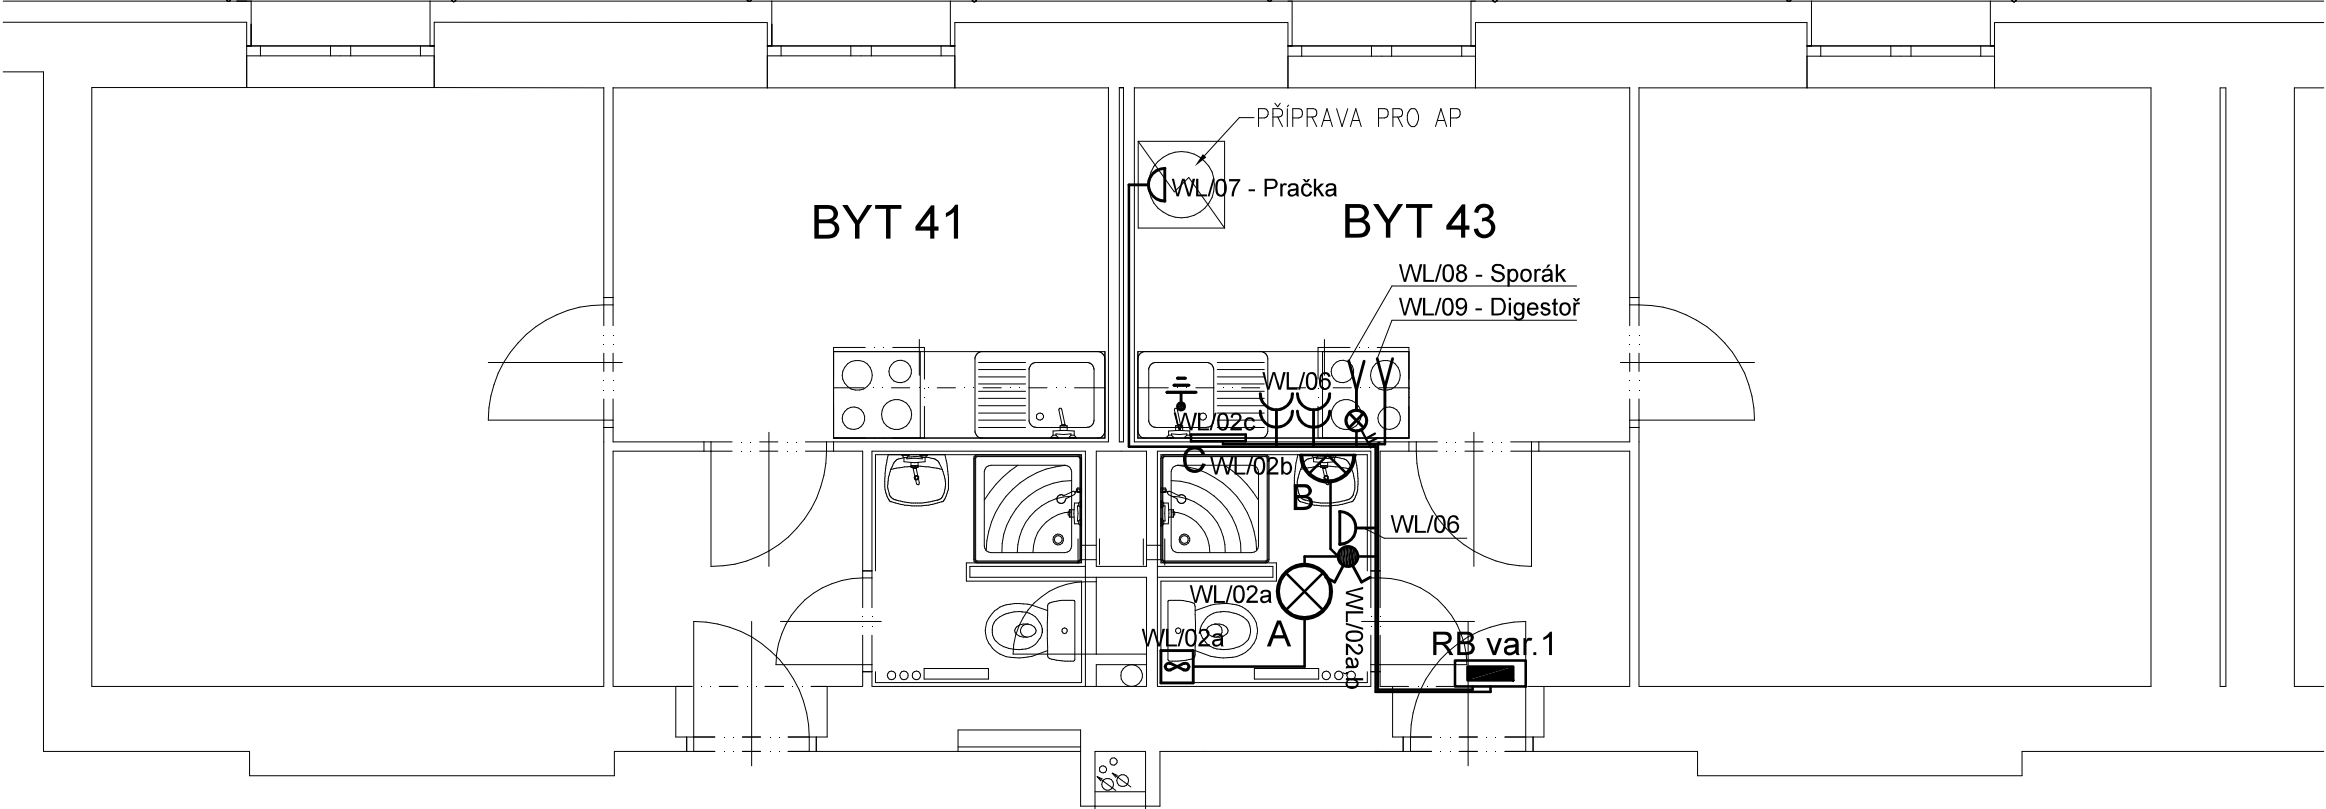 PŘÍPRAVA PRO AP
WL/07 - Pračka
BYT 41
BYT 43
WL/08 - Sporák
WL/09 - Digestoř
WL/06
WL/02c
C
WL/02b
B
WL/06
WL/02a
A
WL/02a
WL/02a,b
RB var.1